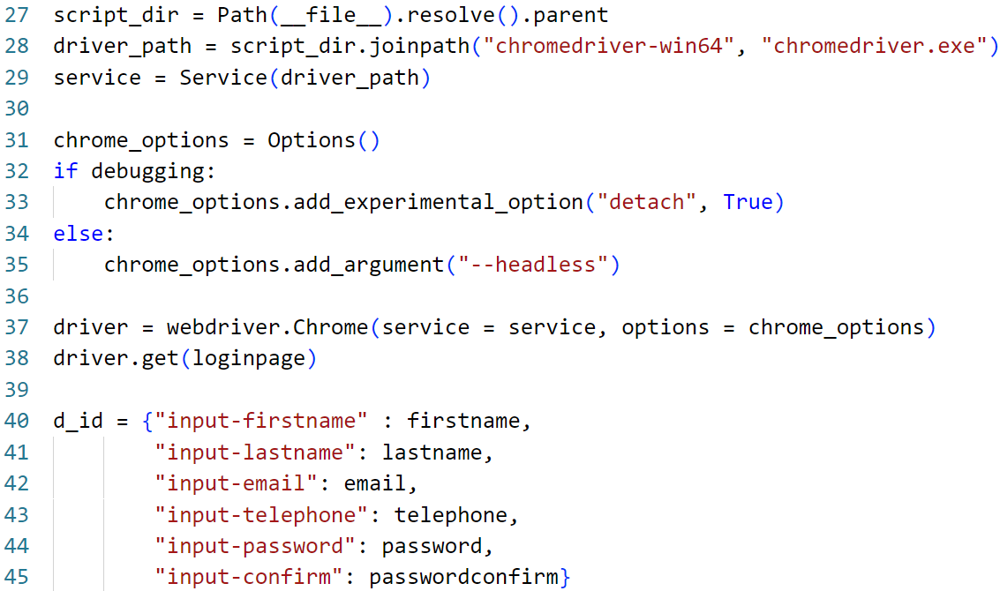 27 script_dir = Path(__file__).resolve().parent
28 driver_path = script_dir.joinpath("chromedriver-win64", "chromedriver.exe")
29 service = Service(driver_path)
30
31 chrome_options = Options()
32 if debugging:
33     chrome_options.add_experimental_option("detach", True)
34 else:
35     chrome_options.add_argument("--headless")
36
37 driver = webdriver.Chrome(service = service, options = chrome_options)
38 driver.get(loginpage)
39
40 d_id = {"input-firstname" : firstname,
41         "input-lastname": lastname,
42         "input-email": email,
43         "input-telephone": telephone,
44         "input-password": password,
45         "input-confirm": passwordconfirm}